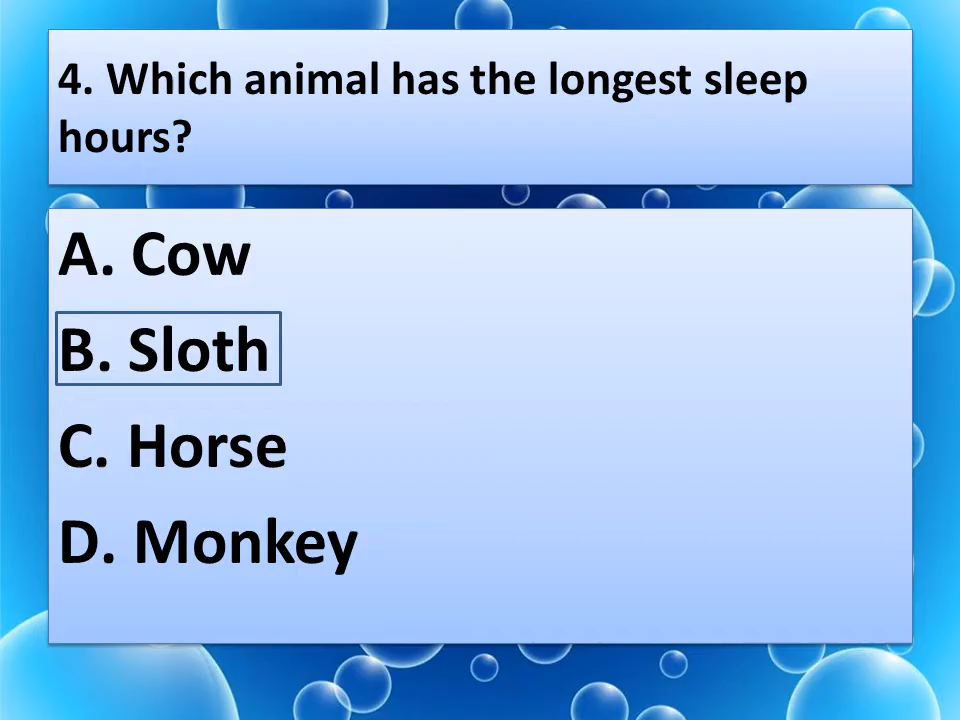 4. Which animal has the longest sleep
hours?
A. Cow
B. Sloth
C. Horse
D. Monkey